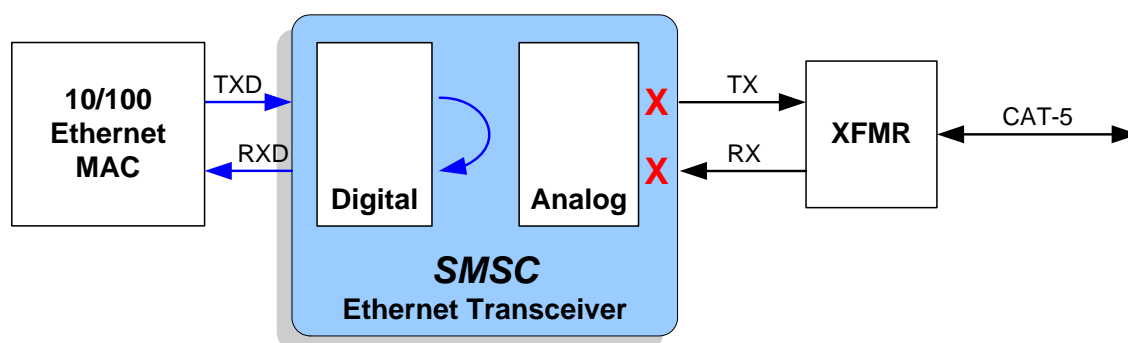 10/100
Ethernet
MAC
TXD
RXD
Digital
Analog
X
X
SMSC
Ethernet Transceiver
TX
RX
XFMR
CAT-5